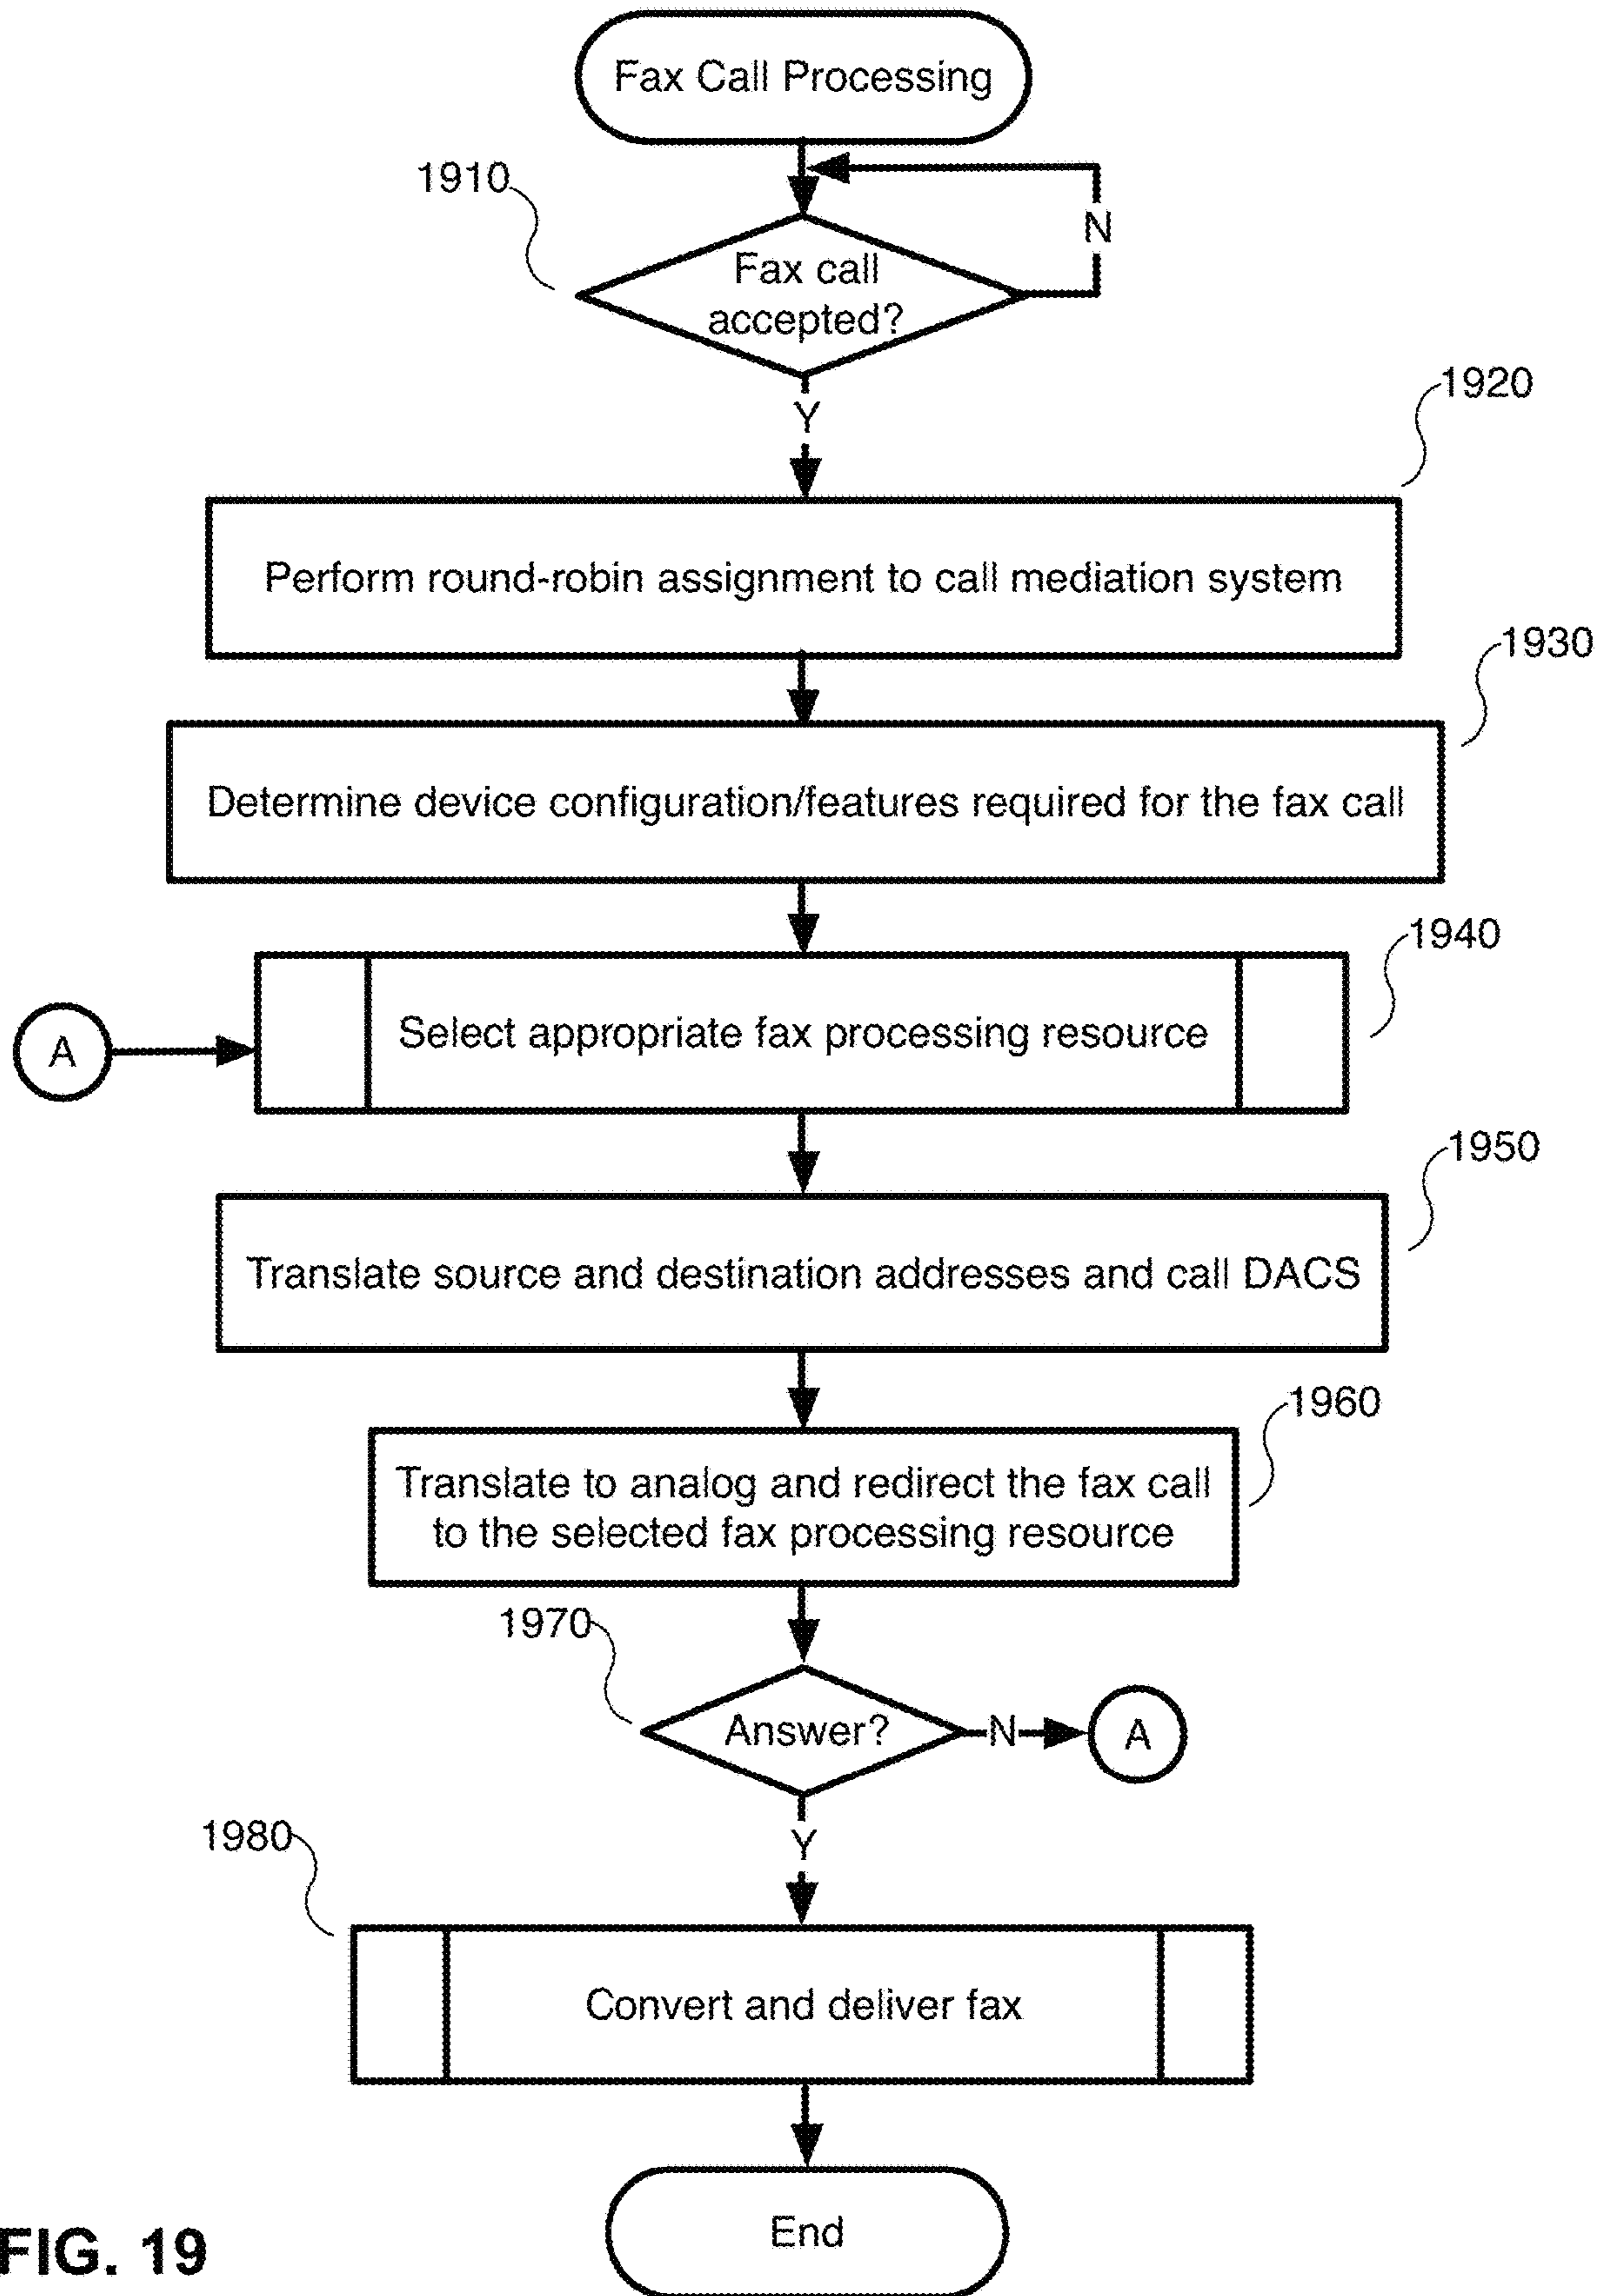 Fax Call Processing
1910
N
Fax call
accepted?
Y
1920
Perform round-robin assignment to call mediation system
1930
Determine device configuration/features required for the fax call
1940
A
Select appropriate fax processing resource
1950
Translate source and destination addresses and call DACS
1960
Translate to analog and redirect the fax call
to the selected fax processing resource
1970
Answer?
N
A
Y
1980
Convert and deliver fax
End
FIG. 19